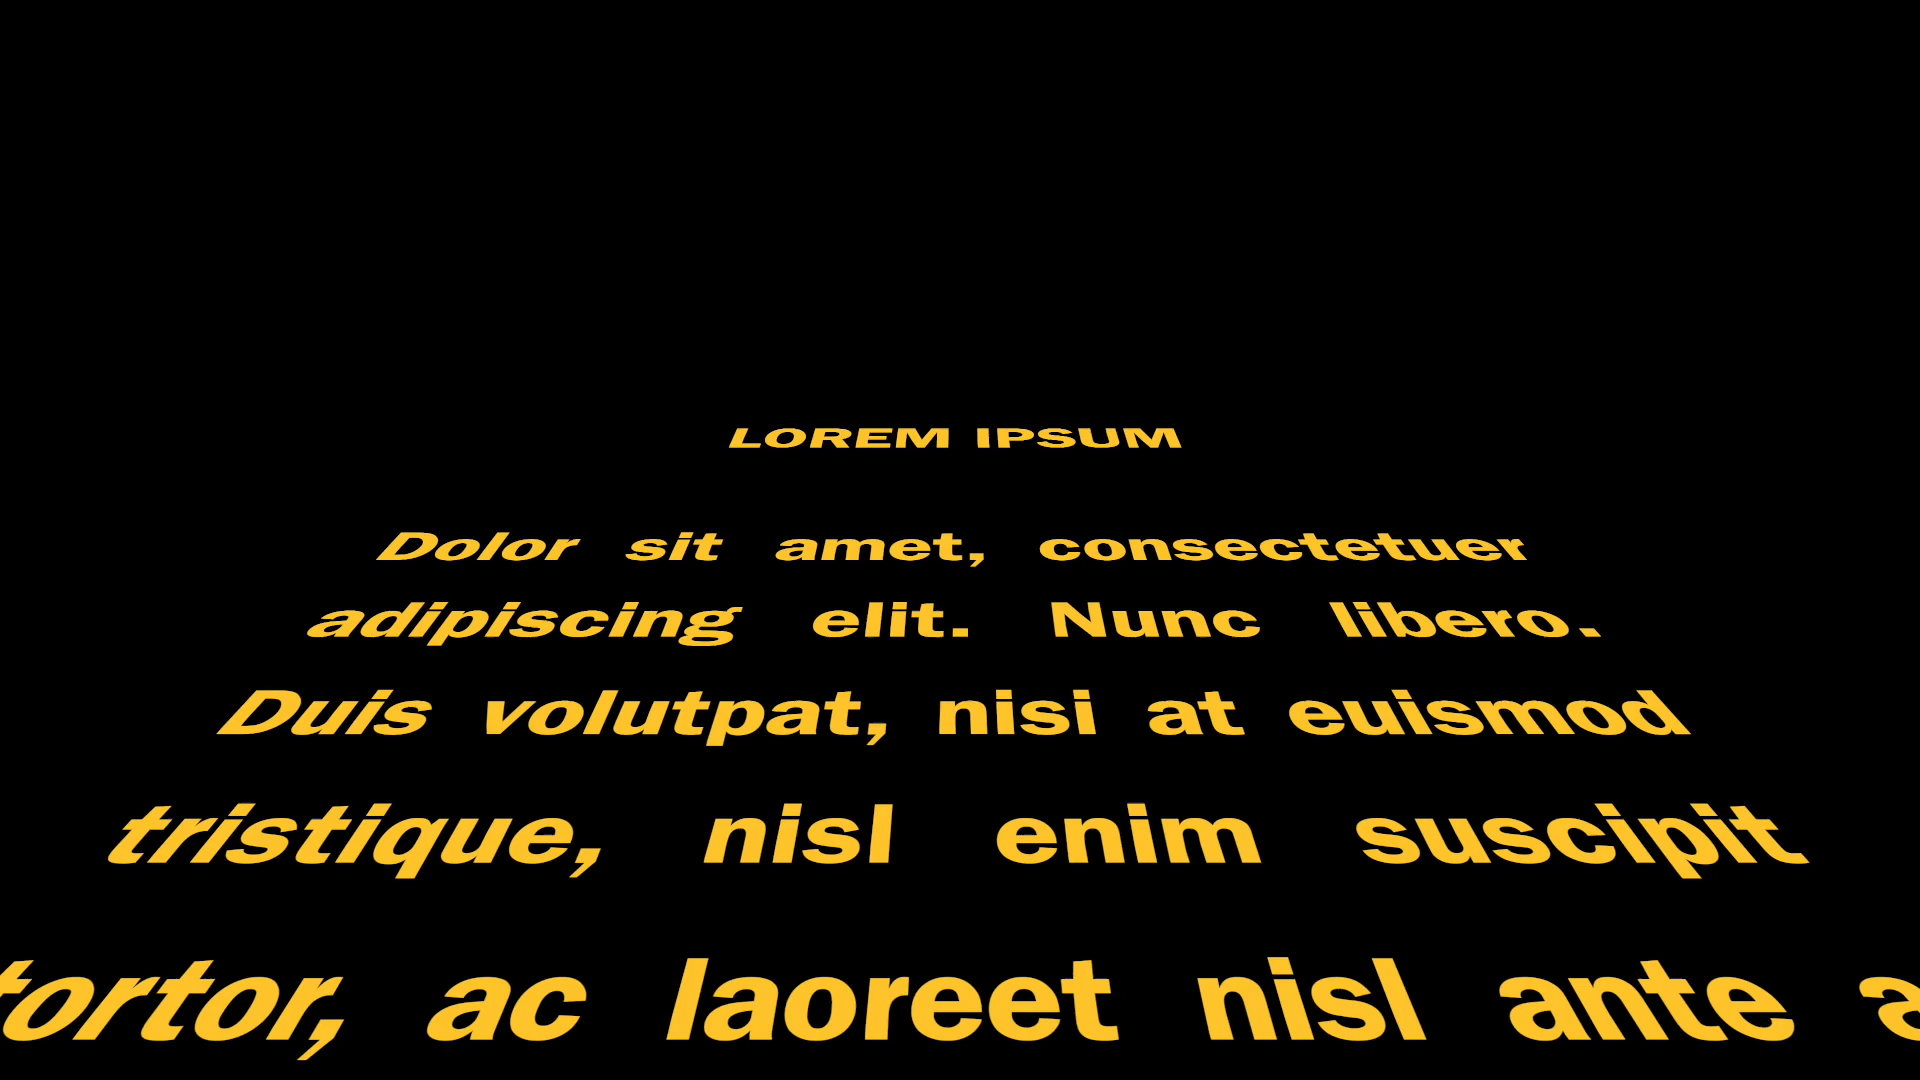 LOREM IPSUM
Dolor sit amet, consectetuer
adipiscing elit. Nunc libero.
Duis volutpat, nisi at euismod
tristique, nisl enim suscipit
tortor, ac laoreet nisl ante